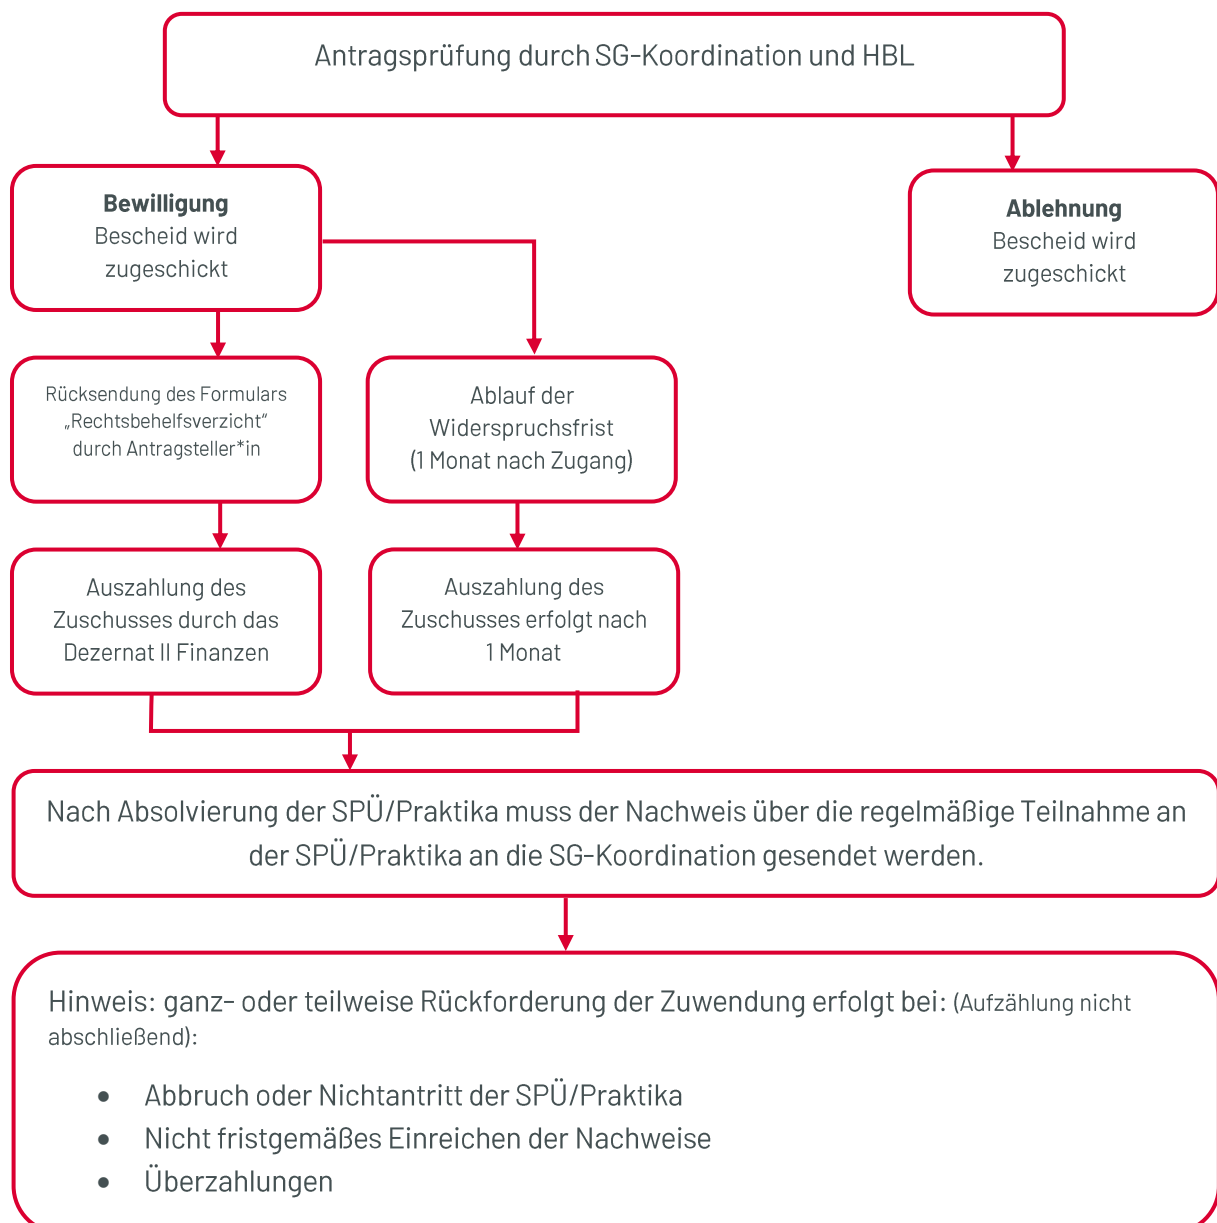 Antragsprüfung durch SG-Koordination und HBL
Bewilligung
Bescheid wird
zugeschickt
Ablehnung
Bescheid wird
zugeschickt
Rücksendung des Formulars
„Rechtsbehelfsverzicht“
durch Antragsteller*in
Ablauf der
Widerspruchsfrist
(1 Monat nach Zugang)
Auszahlung des
Zuschusses durch das
Dezernat II Finanzen
Auszahlung des
Zuschusses erfolgt nach
1 Monat
Nach Absolvierung der SPÜ/Praktika muss der Nachweis über die regelmäßige Teilnahme an
der SPÜ/Praktika an die SG-Koordination gesendet werden.
Hinweis: ganz- oder teilweise Rückforderung der Zuwendung erfolgt bei: (Aufzählung nicht
abschließend):
• Abbruch oder Nichtantritt der SPÜ/Praktika
• Nicht fristgemäßes Einreichen der Nachweise
• Überzahlungen